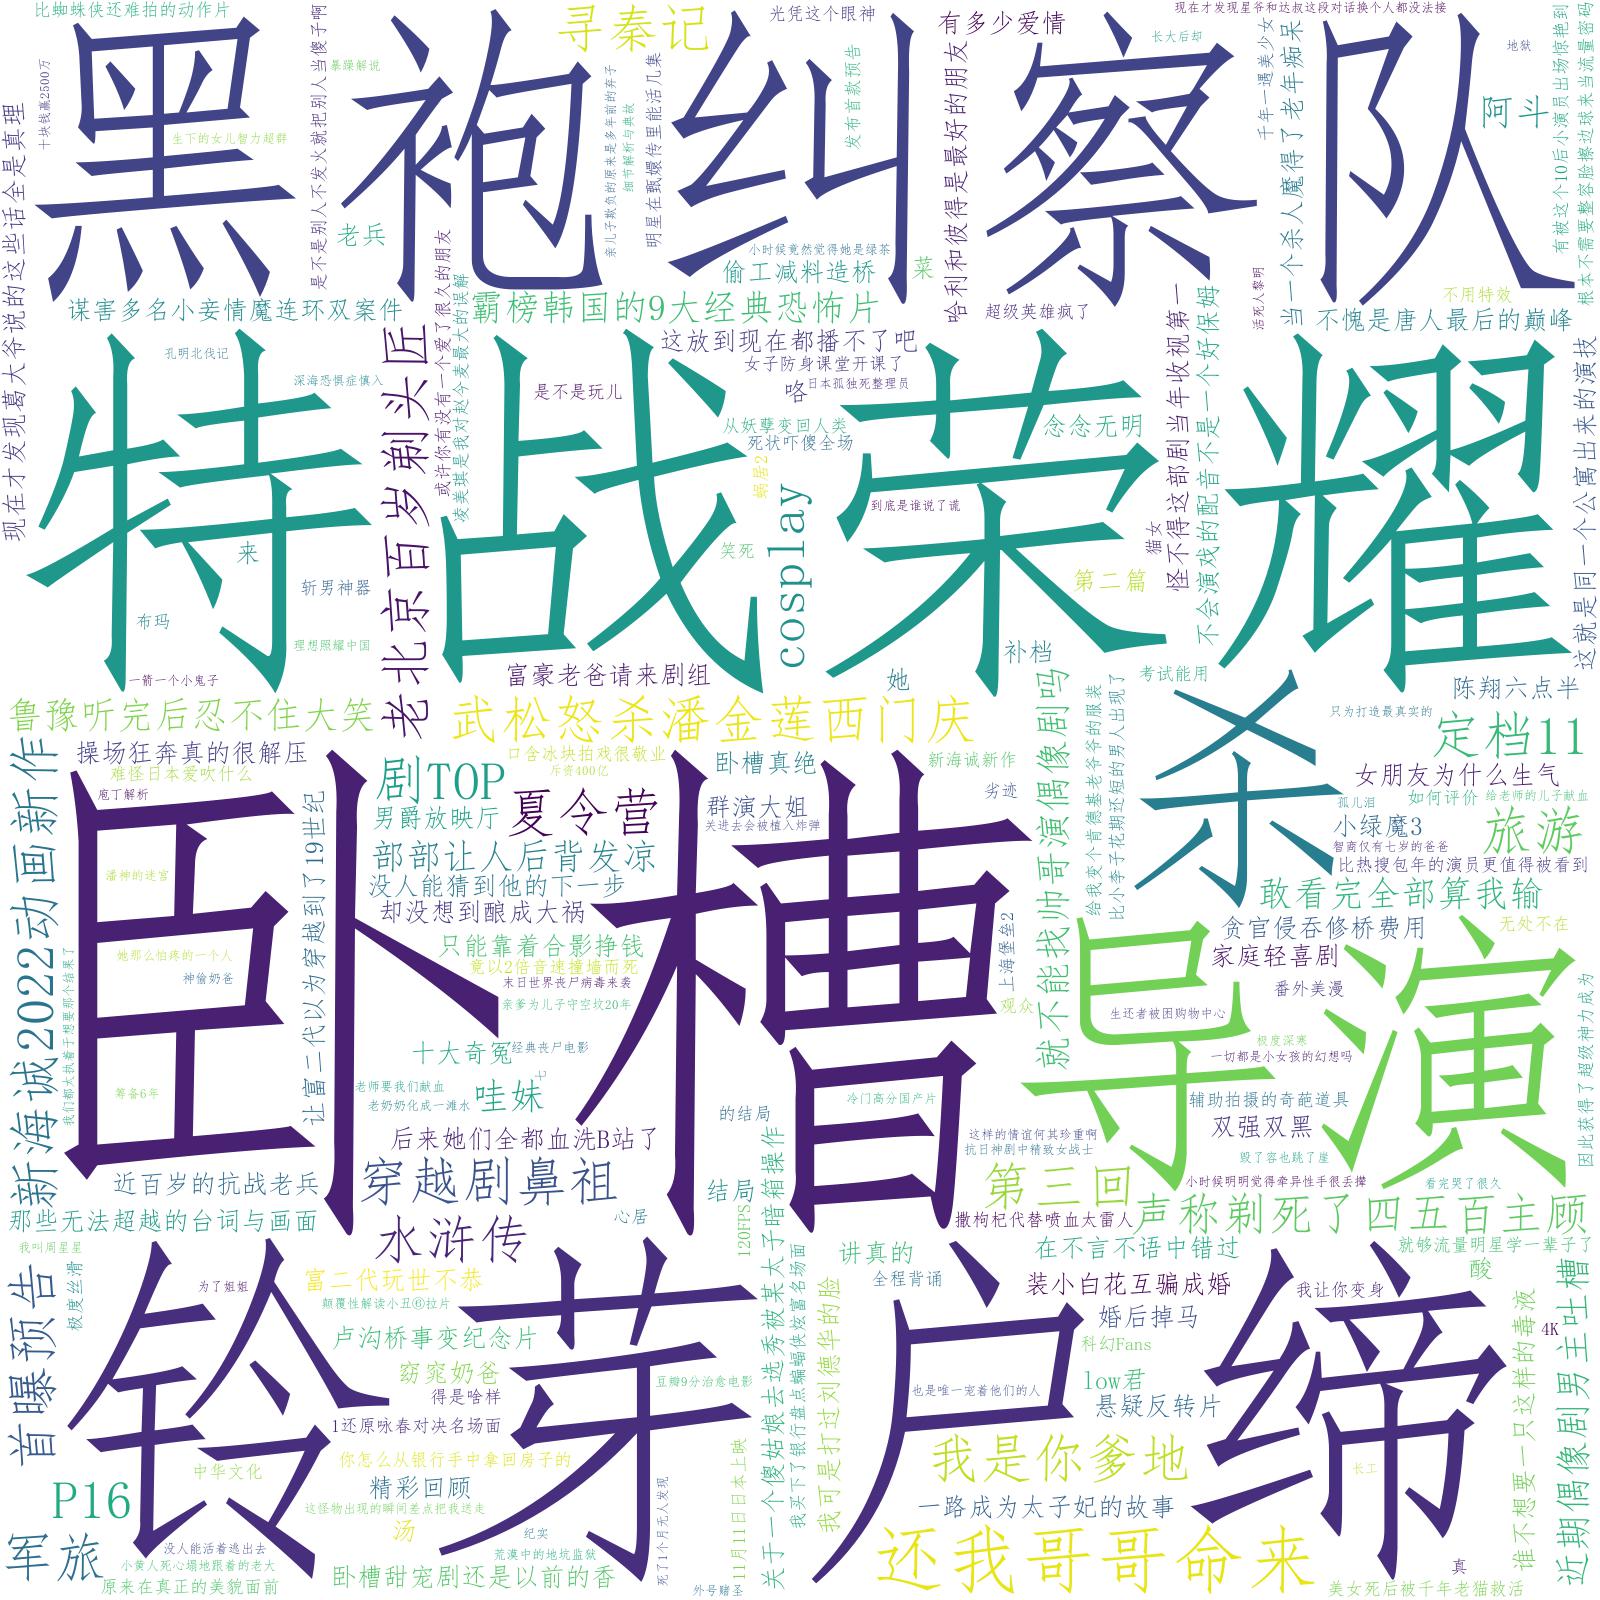 比蜘蛛侠还难拍的动作片
寻秦记
光凭这个眼神
有多少爱情
现在才发现星爷和达叔这段对话换个人都没法接
长大后却
地狱
黑袍纠察队
十块钱赢2500万
暴躁解说
生下的女儿智力超群
是不是别人不发火就把别人当傻子啊
亲儿子欺负的原来是多年前的弃子
细节解析与典故
明星在甄嬛传里能活几集
发布首款预告
哈利和彼得是最好的朋友
千年一遇美少女
当一个杀人魔得了老年痴呆
阿斗
有被这个10后小演员出场惊艳到
根本不需要整容脸擦边球来当流量密码
现在才发现葛大爷说的这些话全是真理
老兵
小时候竟然觉得她是绿茶
偷工减料造桥
菜
谋害多名小妾情魔连环双案件
霸榜韩国的9大经典恐怖片
超级英雄疯了
活死人黎明
不用特效
不愧是唐人最后的巅峰
特战荣耀
孔明北伐记
深海恐惧症慎入
老北京百岁剃头匠
或许你有没有一个爱了很久的朋友
凌美琪是我对赵今麦最大的误解
这放到现在都播不了吧
女子防身课堂开课了
是不是玩儿
咯
日本孤独死整理员
从妖孽变回人类
死状吓傻全场
念念无明
蜗居2
到底是谁说了谎
cosplay
笑死
猫女
怪不得这部剧当年收视第一
不会演戏的配音不是一个好保姆
第二篇
这就是同一个公寓出来的演技
来
斩男神器
布玛
理想照耀中国
一箭一个小鬼子
富豪老爸请来剧组
她
补档
考试能用
陈翔六点半
只为打造最真实的
鲁豫听完后忍不住大笑
武松怒杀潘金莲西门庆
杀
定档11
操场狂奔真的很解压
难怪日本爱吹什么
庖丁解析
口含冰块拍戏很敬业
斥资400亿
卧槽真绝
新海诚新作
劣迹
女朋友为什么生气
剧TOP
夏令营
群演大姐
关进去会被植入炸弹
孤儿泪
如何评价
给老师的儿子献血
男爵放映厅
小绿魔3
旅游
智商仅有七岁的爸爸
比热搜包年的演员更值得被看到
部部让人后背发凉
没人能猜到他的下一步
却没想到酿成大祸
敢看完全部算我输
新海诚2022动画新作
卧槽
潘神的迷宫
让富二代以为穿越到了19世纪
就不能找帅哥演偶像剧吗
给我变个肯德基老爷爷的服装
比小李子花期还短的男人出现了
贪官侵吞修桥费用
无处不在
只能靠着合影挣钱
竟以2倍音速撞墙而死
末日世界丧尸病毒来袭
亲爹为儿子守空坟20年
上海堡垒2
观众
家庭轻喜剧
导演
她那么怕疼的一个人
神偷奶爸
我们都太执着于想要那个结果了
番外美漫
生还者被困购物中心
极度深寒
一切都是小女孩的幻想吗
十大奇冤
经典丧尸电影
七
老师要我们献血
老奶奶化成一滩水
哇妹
冷门高分国产片
的结局
辅助拍摄的奇葩道具
双强双黑
因此获得了超级神力成为
筹备6年
后来她们全都血洗B站了
这样的情谊何其珍重啊
抗日神剧中精致女战士
毁了容也跳了崖
近百岁的抗战老兵
穿越剧鼻祖
结局
第三回
小时候明明觉得牵异性手很丢撵
看完哭了很久
那些无法超越的台词与画面
心居
120FPS
撒枸杞代替喷血太雷人
声称剃死了四五百主顾
水浒传
我叫周星星
极度丝滑
首曝预告
铃芽户缔
为了姐姐
富二代玩世不恭
颠覆性解读小丑⑥拉片
关于一个傻姑娘去选秀被某太子暗箱操作
我买下了银行盘点蝙蝠侠炫富名场面
我可是打过刘德华的脸
讲真的
全程背诵
在不言不语中错过
就够流量明星学一辈子了
装小白花互骗成婚
我让你变身
酸
卢沟桥事变纪念片
婚后掉马
科幻Fans
4K
谁不想要一只这样的毒液
近期偶像剧男主吐槽
窈窕奶爸
得是啥样
豆瓣9分治愈电影
也是唯一宠着他们的人
low君
悬疑反转片
1还原咏春对决名场面
我是你爹地
你怎么从银行手中拿回房子的
中华文化
长工
P16
精彩回顾
这怪物出现的瞬间差点把我送走
一路成为太子妃的故事
汤
纪实
11月11日日本上映
死了1个月无人发现
军旅
没人能活着逃出去
小黄人死心塌地跟着的老大
原来在真正的美貌面前
荒漠中的地坑监狱
卧槽甜宠剧还是以前的香
外号赌圣
还我哥哥命来
真
美女死后被千年老猫救活